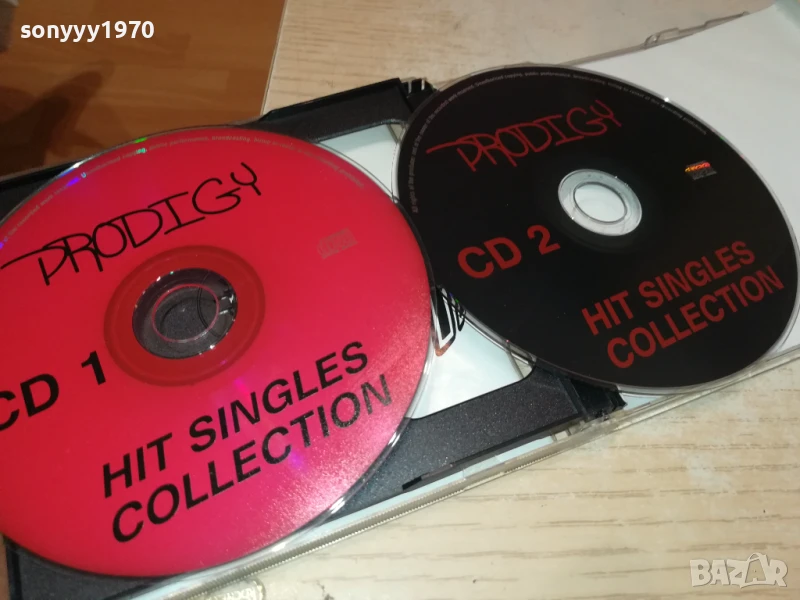 sonyyy1970
PRODIGY
CD 1
HIT SINGLES
COLLECTION
PRODIGY
CD 2
HIT SINGLES
COLLECTION
BAZAR